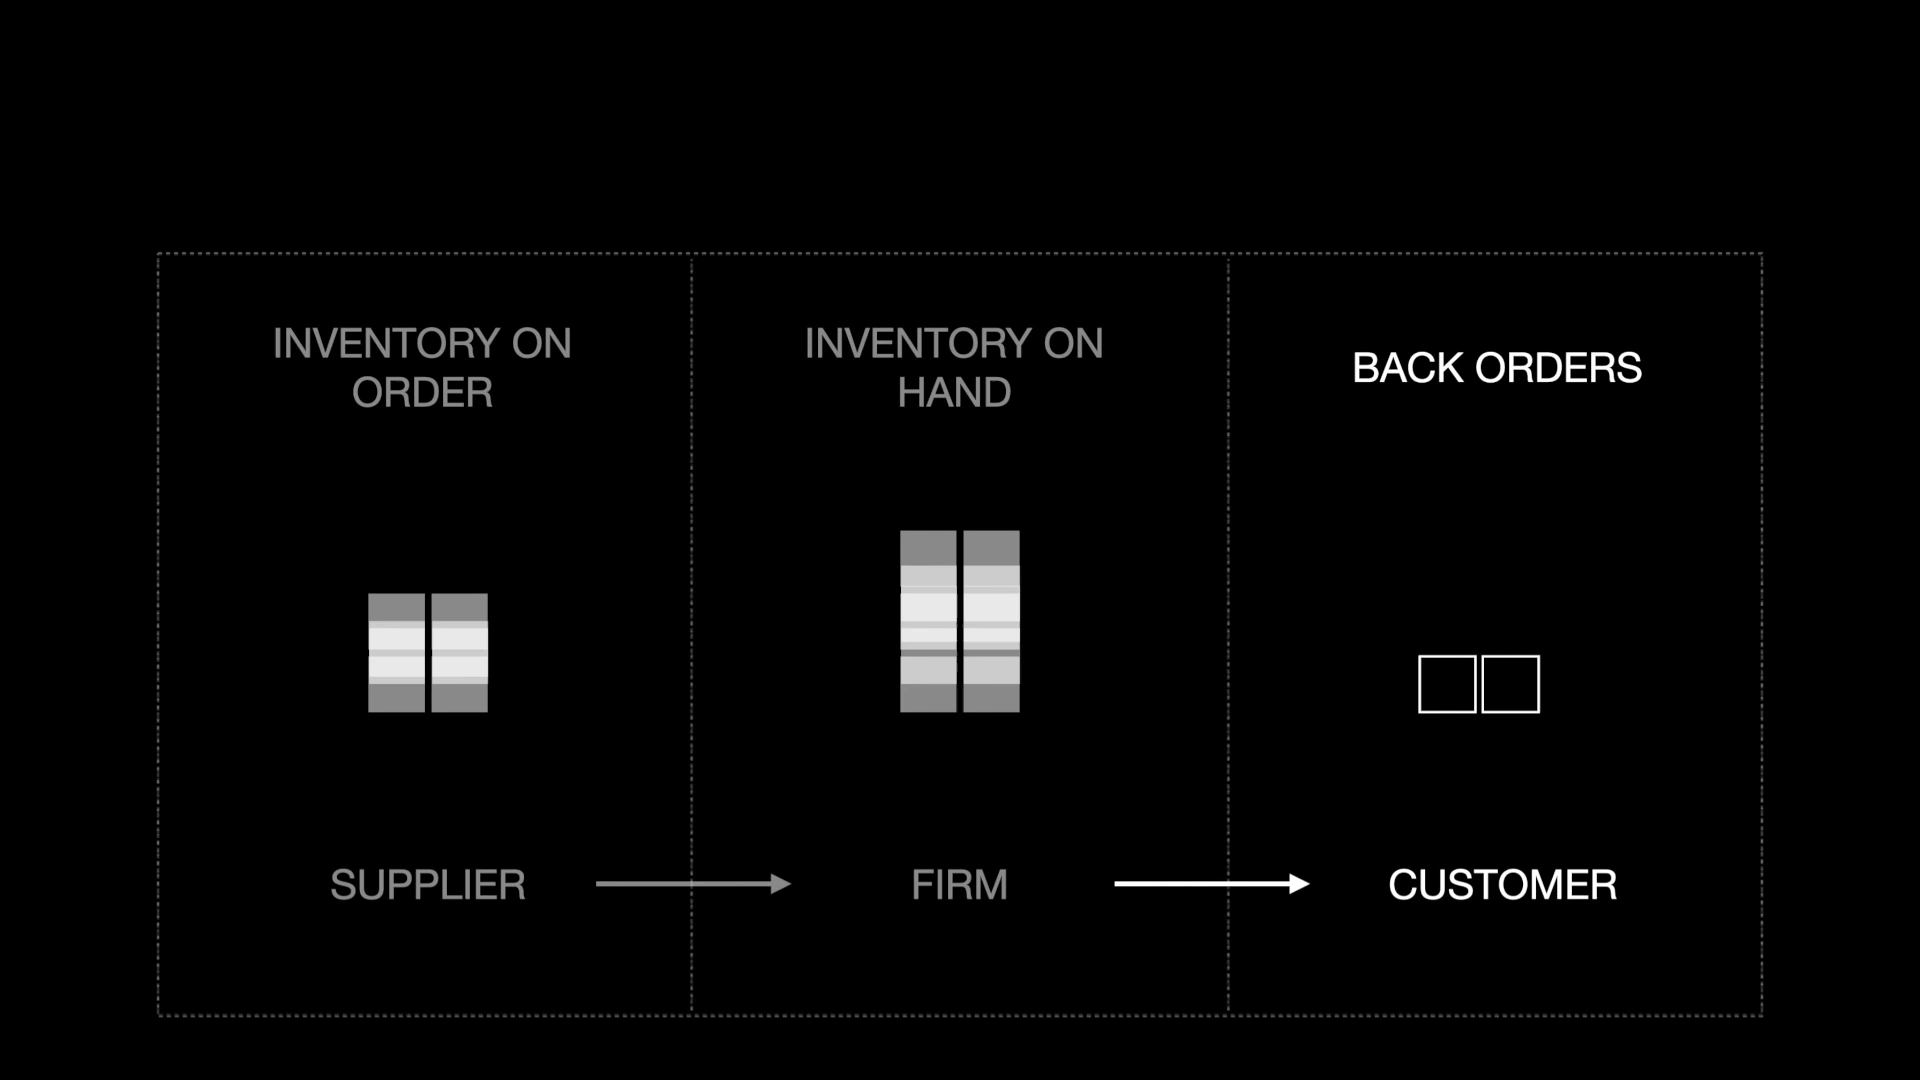 INVENTORY ON
ORDER
INVENTORY ON
HAND
BACK ORDERS
SUPPLIER
FIRM
CUSTOMER